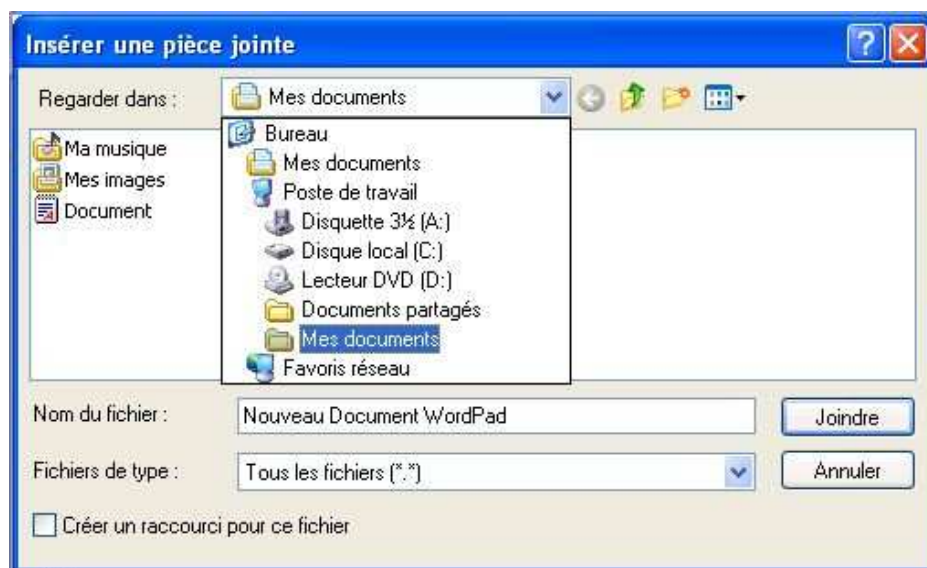 Insérer une pièce jointe
Regarder dans :
Mes documents
Ma musique
Mes images
Document
Bureau
Mes documents
Poste de travail
Disquette 3½ (A:)
Disque local (C:)
Lecteur DVD (D:)
Documents partagés
Mes documents
Favoris réseau
Nom du fichier :
Nouveau Document WordPad
Joindre
Fichiers de type :
Tous les fichiers (*.*)
Annuler
Créer un raccourci pour ce fichier